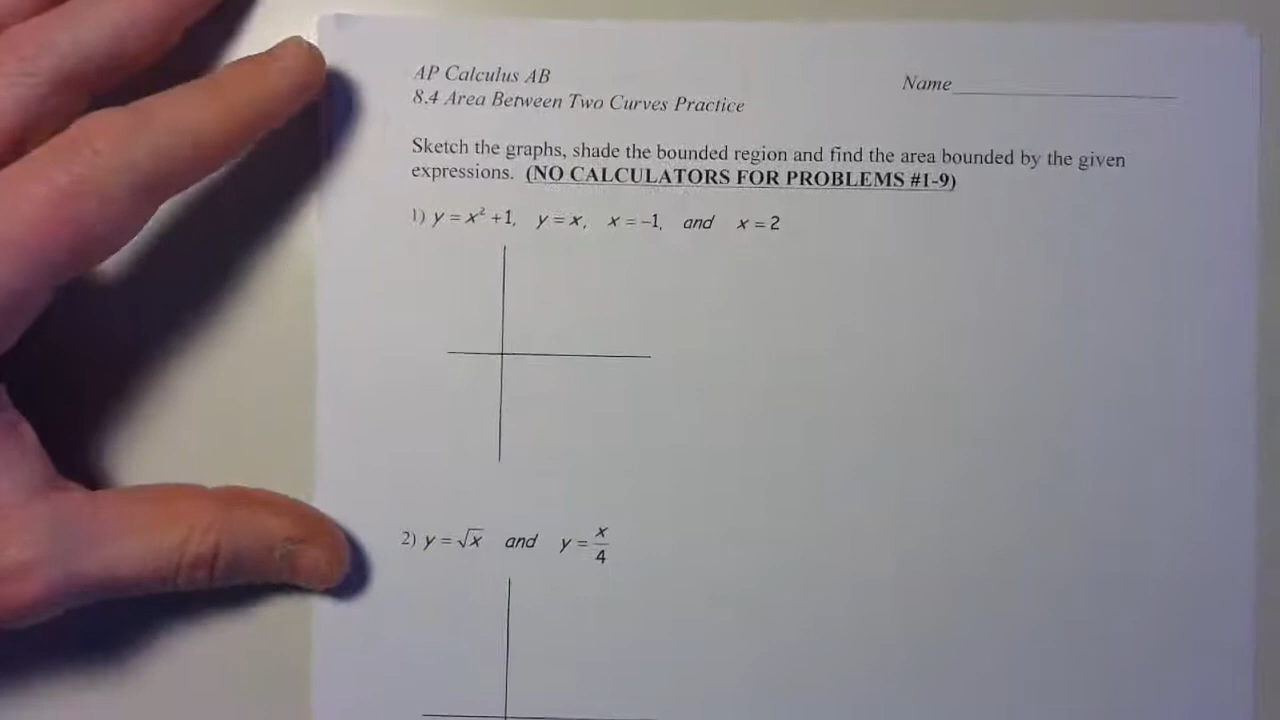 AP Calculus AB
Name
8.4 Area Between Two Curves Practice
Sketch the graphs, shade the bounded region and find the area bounded by the given
expressions. (NO CALCULATORS FOR PROBLEMS #1-9)
1) y = x² + 1, y = x, x = −1, and x = 2
2) y = √x and y = x/4